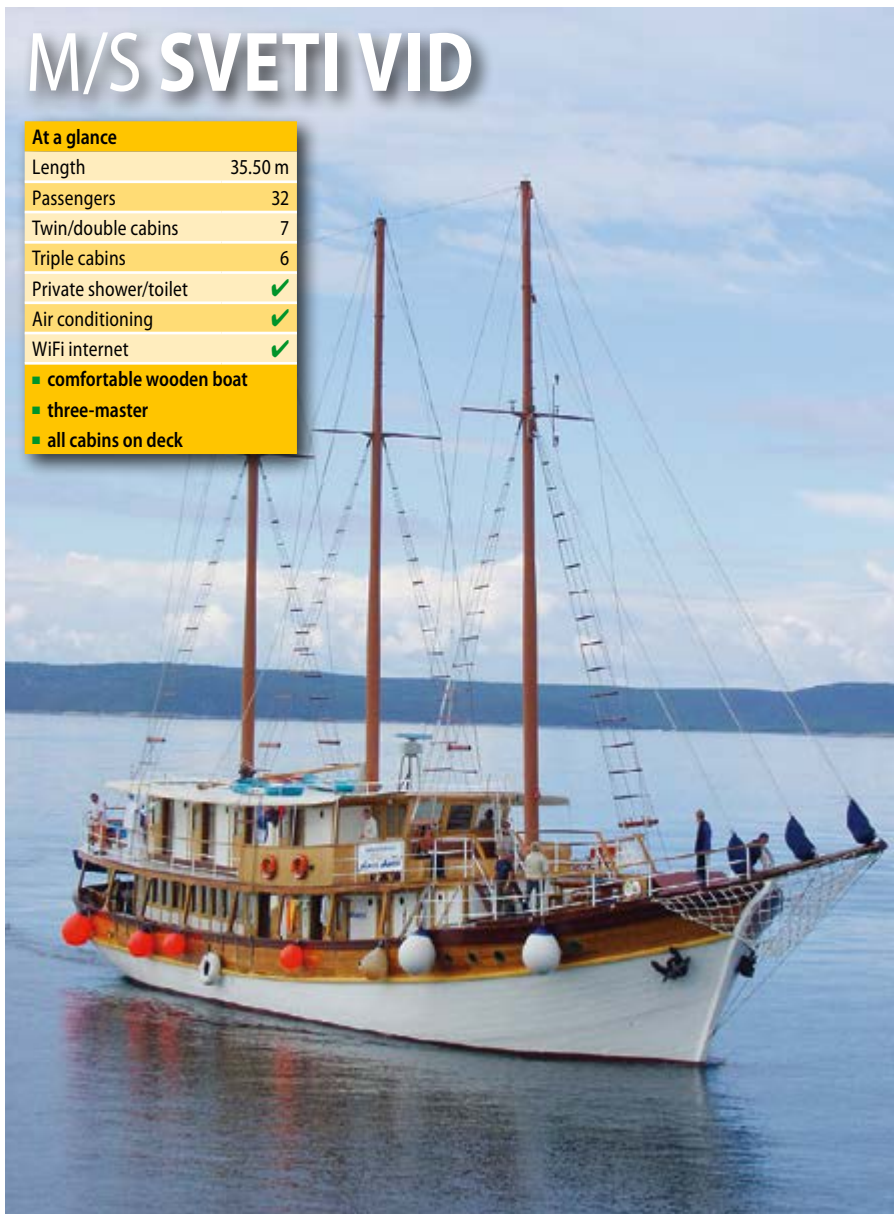 M/S SVETI VID
At a glance
Length 35.50 m
Passengers 32
Twin/double cabins 7
Triple cabins 6
Private shower/toilet ✔
Air conditioning ✔
WiFi internet ✔
▪ comfortable wooden boat
▪ three-master
▪ all cabins on deck